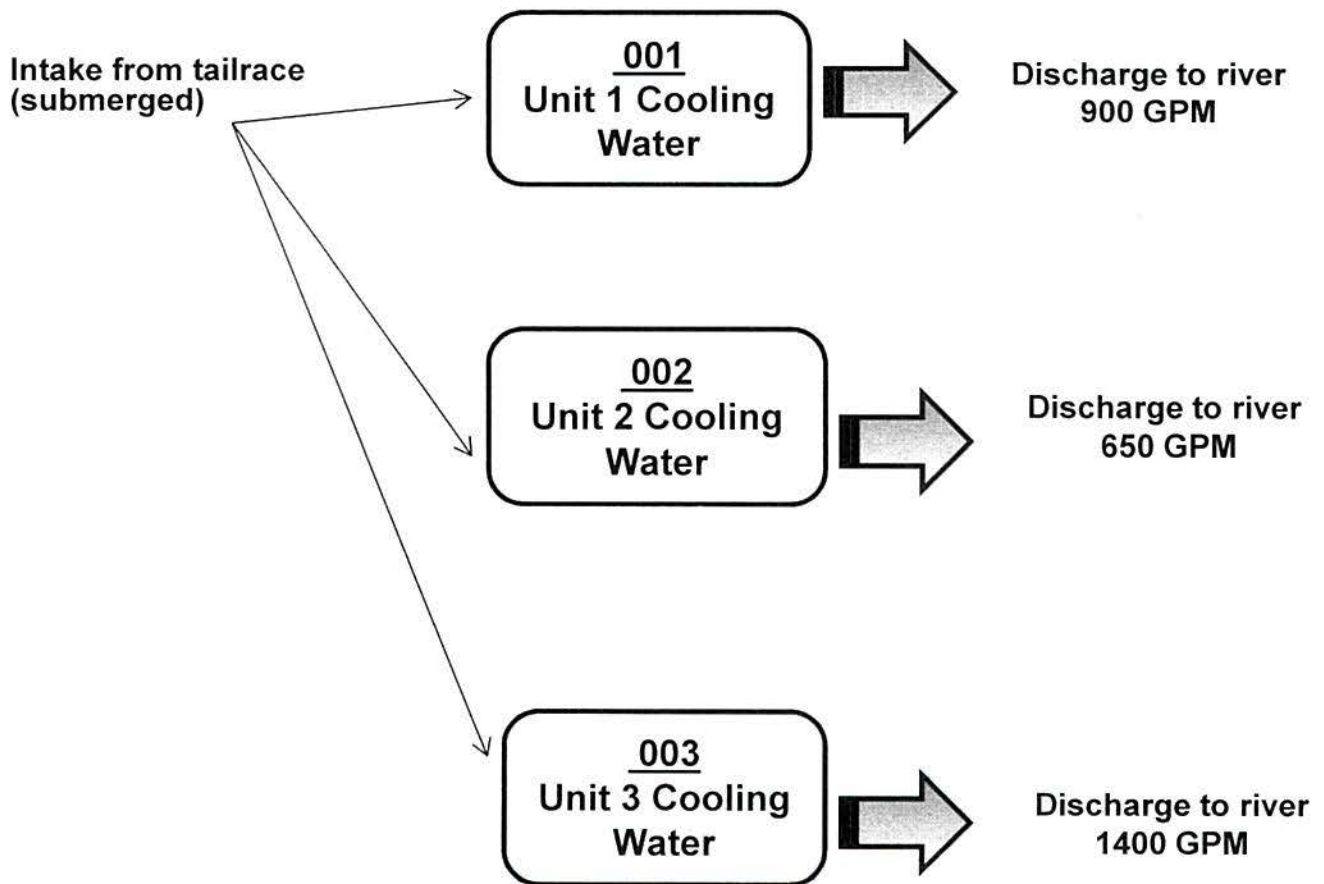 Intake from tailrace
(submerged)
001
Unit 1 Cooling
Water
Discharge to river
900 GPM
002
Unit 2 Cooling
Water
Discharge to river
650 GPM
003
Unit 3 Cooling
Water
Discharge to river
1400 GPM